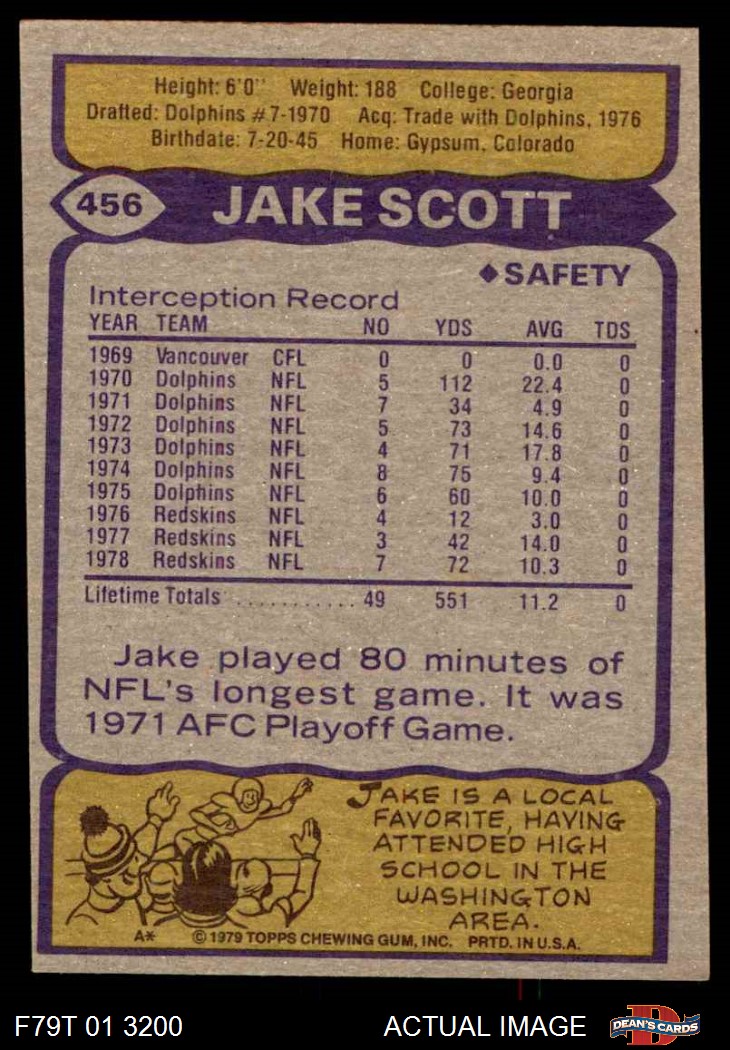 Height: 6'0" Weight: 188 College: Georgia
Drafted: Dolphins #7-1970 Acq: Trade with Dolphins, 1976
Birthdate: 7-20-45 Home: Gypsum, Colorado
456 JAKE SCOTT
◆SAFETY
Interception Record
YEAR TEAM NO YDS AVG TDS
1969 Vancouver CFL 0 0 0.0 0
1970 Dolphins NFL 5 112 22.4 0
1971 Dolphins NFL 7 34 4.9 0
1972 Dolphins NFL 5 73 14.6 0
1973 Dolphins NFL 4 71 17.8 0
1974 Dolphins NFL 8 75 9.4 0
1975 Dolphins NFL 6 60 10.0 0
1976 Redskins NFL 4 12 3.0 0
1977 Redskins NFL 3 42 14.0 0
1978 Redskins NFL 7 72 10.3 0
Lifetime Totals ........... 49 551 11.2 0
Jake played 80 minutes of
NFL's longest game. It was
1971 AFC Playoff Game.
JAKE IS A LOCAL
FAVORITE, HAVING
ATTENDED HIGH
SCHOOL IN THE
WASHINGTON
AREA.
A* © 1979 TOPPS CHEWING GUM, INC. PRTD. IN U.S.A.
F79T 01 3200 ACTUAL IMAGE DEAN'S CARDS